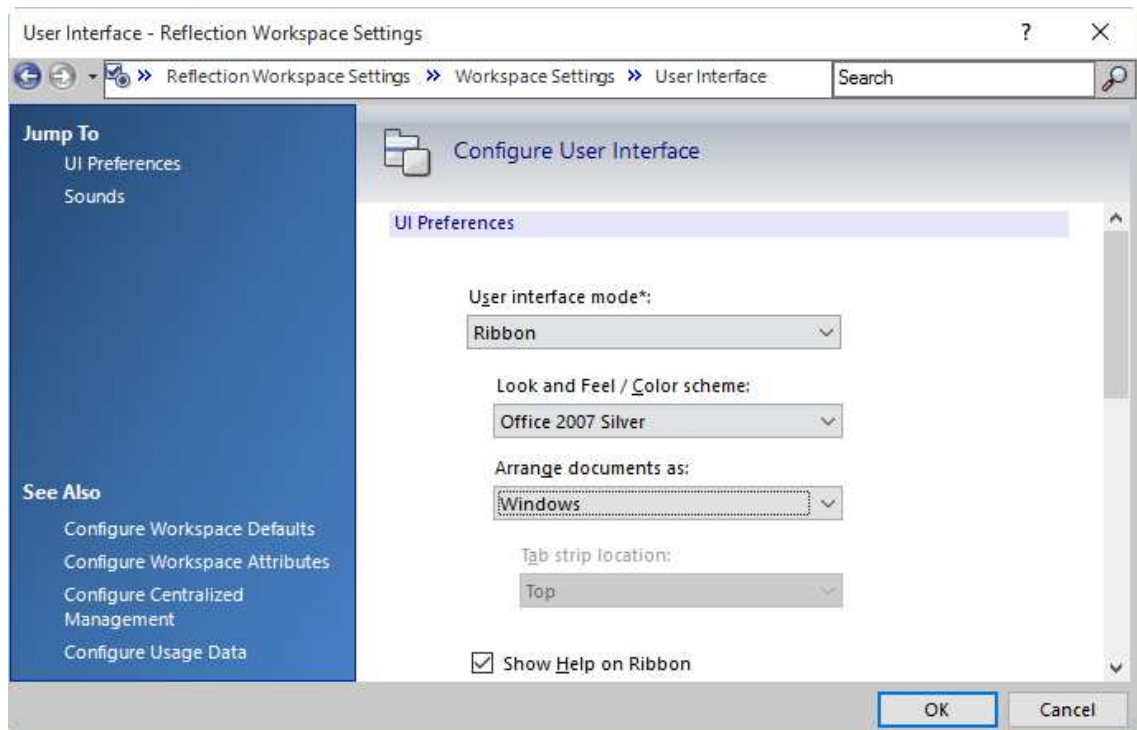 User Interface - Reflection Workspace Settings
? ×
» Reflection Workspace Settings » Workspace Settings » User Interface
Search
Jump To
UI Preferences
Sounds
See Also
Configure Workspace Defaults
Configure Workspace Attributes
Configure Centralized
Management
Configure Usage Data
Configure User Interface
UI Preferences
User interface mode*:
Ribbon
Look and Feel / Color scheme:
Office 2007 Silver
Arrange documents as:
Windows
Tab strip location:
Top
Show Help on Ribbon
OK
Cancel